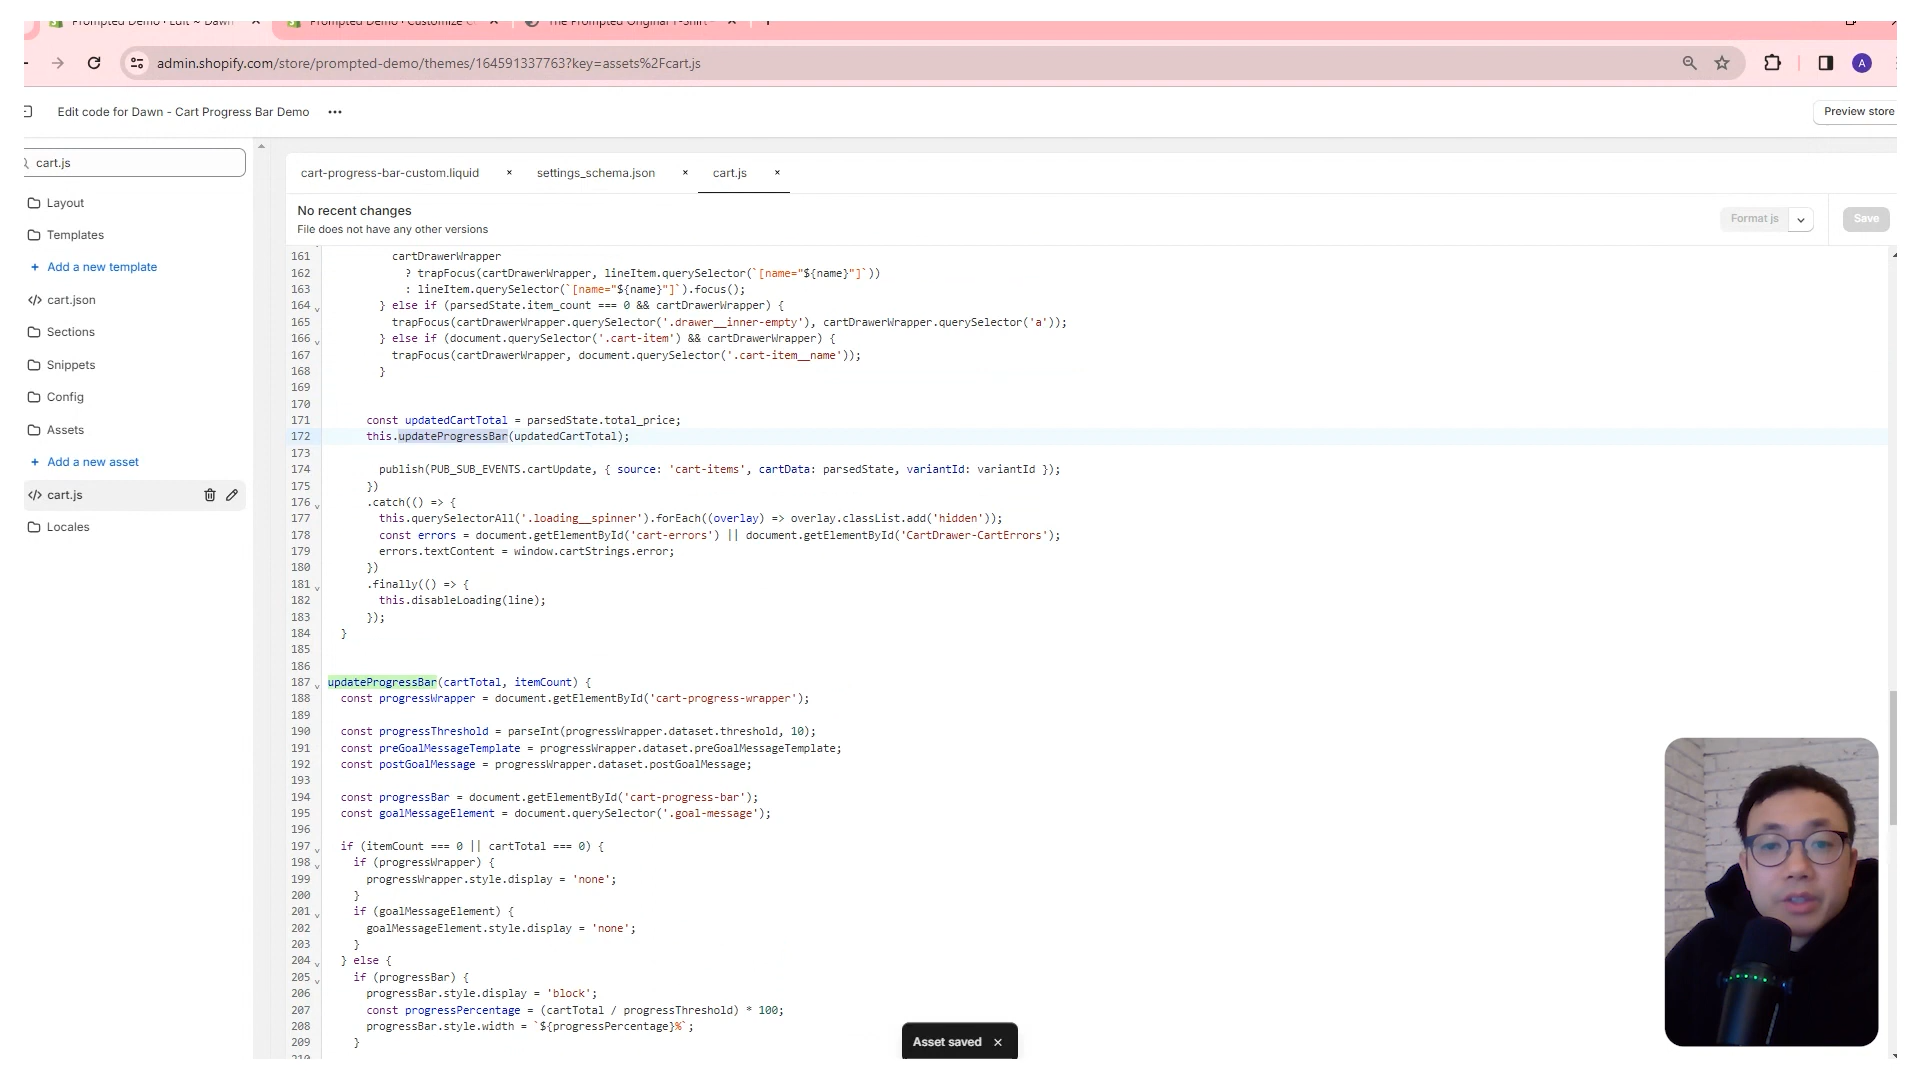 Prompted Demo · Edit ~ Dawn
Prompted Demo · Customize C
The Prompted Original T-Shirt -
admin.shopify.com/store/prompted-demo/themes/164591337763?key=assets%2Fcart.js
A
Edit code for Dawn - Cart Progress Bar Demo
Preview store
cart.js
Layout
Templates
+ Add a new template
</> cart.json
Sections
Snippets
Config
Assets
+ Add a new asset
</> cart.js
Locales
cart-progress-bar-custom.liquid ×
settings_schema.json ×
cart.js ×
No recent changes
File does not have any other versions
Format js
Save
161 cartDrawerWrapper
162 ? trapFocus(cartDrawerWrapper, lineItem.querySelector(`[name="${name}"]`))
163 : lineItem.querySelector(`[name="${name}"]`).focus();
164 } else if (parsedState.item_count === 0 && cartDrawerWrapper) {
165 trapFocus(cartDrawerWrapper.querySelector('.drawer__inner-empty'), cartDrawerWrapper.querySelector('a'));
166 } else if (document.querySelector('.cart-item') && cartDrawerWrapper) {
167 trapFocus(cartDrawerWrapper, document.querySelector('.cart-item__name'));
168 }
169
170
171 const updatedCartTotal = parsedState.total_price;
172 this.updateProgressBar(updatedCartTotal);
173
174 publish(PUB_SUB_EVENTS.cartUpdate, { source: 'cart-items', cartData: parsedState, variantId: variantId });
175 })
176 .catch(() => {
177 this.querySelectorAll('.loading__spinner').forEach((overlay) => overlay.classList.add('hidden'));
178 const errors = document.getElementById('cart-errors') || document.getElementById('CartDrawer-CartErrors');
179 errors.textContent = window.cartStrings.error;
180 })
181 .finally(() => {
182 this.disableLoading(line);
183 });
184 }
185
186
187 updateProgressBar(cartTotal, itemCount) {
188 const progressWrapper = document.getElementById('cart-progress-wrapper');
189
190 const progressThreshold = parseInt(progressWrapper.dataset.threshold, 10);
191 const preGoalMessageTemplate = progressWrapper.dataset.preGoalMessageTemplate;
192 const postGoalMessage = progressWrapper.dataset.postGoalMessage;
193
194 const progressBar = document.getElementById('cart-progress-bar');
195 const goalMessageElement = document.querySelector('.goal-message');
196
197 if (itemCount === 0 || cartTotal === 0) {
198 if (progressWrapper) {
199 progressWrapper.style.display = 'none';
200 }
201 if (goalMessageElement) {
202 goalMessageElement.style.display = 'none';
203 }
204 } else {
205 if (progressBar) {
206 progressBar.style.display = 'block';
207 const progressPercentage = (cartTotal / progressThreshold) * 100;
208 progressBar.style.width = `${progressPercentage}%`;
209 }
210
Asset saved ×